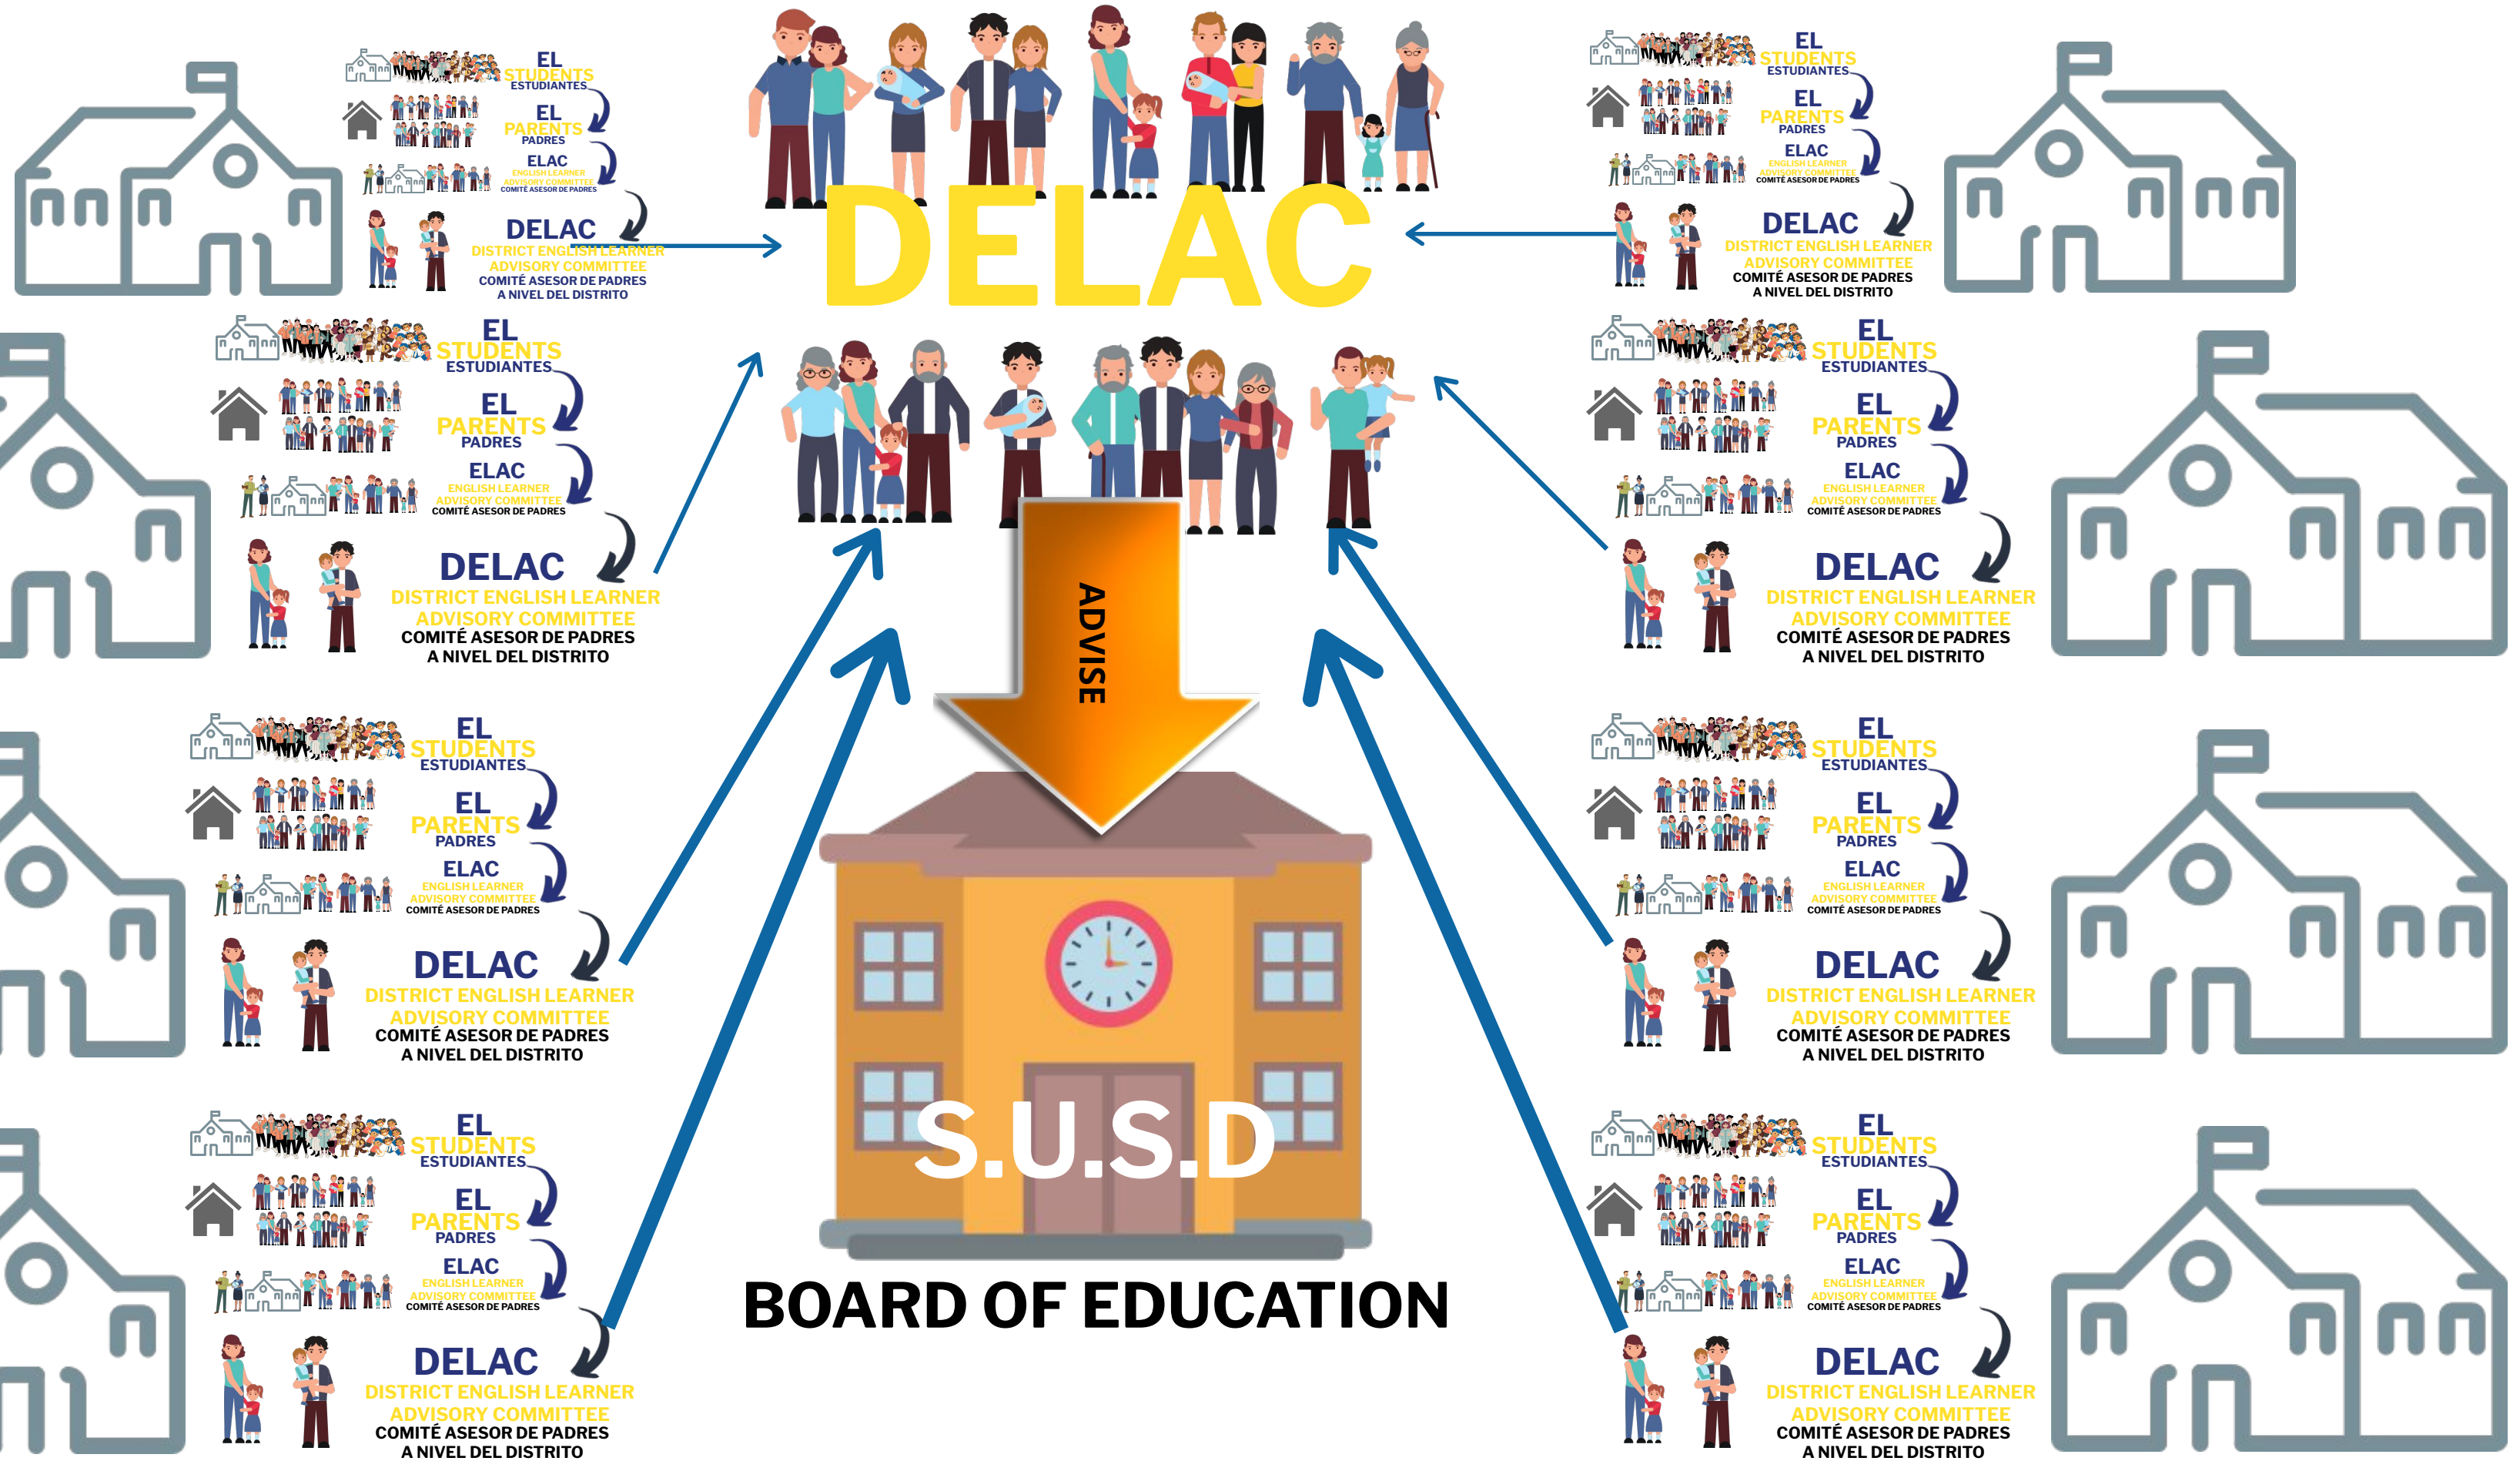 EL
STUDENTS
ESTUDIANTES
EL
PARENTS
PADRES
ELAC
ENGLISH LEARNER
ADVISORY COMMITTEE
COMITÉ ASESOR DE PADRES
DELAC
DISTRICT ENGLISH LEARNER
ADVISORY COMMITTEE
COMITÉ ASESOR DE PADRES
A NIVEL DEL DISTRITO
EL
STUDENTS
ESTUDIANTES
EL
PARENTS
PADRES
ELAC
ENGLISH LEARNER
ADVISORY COMMITTEE
COMITÉ ASESOR DE PADRES
DELAC
DISTRICT ENGLISH LEARNER
ADVISORY COMMITTEE
COMITÉ ASESOR DE PADRES
A NIVEL DEL DISTRITO
EL
STUDENTS
ESTUDIANTES
EL
PARENTS
PADRES
ELAC
ENGLISH LEARNER
ADVISORY COMMITTEE
COMITÉ ASESOR DE PADRES
DELAC
DISTRICT ENGLISH LEARNER
ADVISORY COMMITTEE
COMITÉ ASESOR DE PADRES
A NIVEL DEL DISTRITO
EL
STUDENTS
ESTUDIANTES
EL
PARENTS
PADRES
ELAC
ENGLISH LEARNER
ADVISORY COMMITTEE
COMITÉ ASESOR DE PADRES
DELAC
DISTRICT ENGLISH LEARNER
ADVISORY COMMITTEE
COMITÉ ASESOR DE PADRES
A NIVEL DEL DISTRITO
DELAC
ADVISE
S.U.S.D
BOARD OF EDUCATION
EL
STUDENTS
ESTUDIANTES
EL
PARENTS
PADRES
ELAC
ENGLISH LEARNER
ADVISORY COMMITTEE
COMITÉ ASESOR DE PADRES
DELAC
DISTRICT ENGLISH LEARNER
ADVISORY COMMITTEE
COMITÉ ASESOR DE PADRES
A NIVEL DEL DISTRITO
EL
STUDENTS
ESTUDIANTES
EL
PARENTS
PADRES
ELAC
ENGLISH LEARNER
ADVISORY COMMITTEE
COMITÉ ASESOR DE PADRES
DELAC
DISTRICT ENGLISH LEARNER
ADVISORY COMMITTEE
COMITÉ ASESOR DE PADRES
A NIVEL DEL DISTRITO
EL
STUDENTS
ESTUDIANTES
EL
PARENTS
PADRES
ELAC
ENGLISH LEARNER
ADVISORY COMMITTEE
COMITÉ ASESOR DE PADRES
DELAC
DISTRICT ENGLISH LEARNER
ADVISORY COMMITTEE
COMITÉ ASESOR DE PADRES
A NIVEL DEL DISTRITO
EL
STUDENTS
ESTUDIANTES
EL
PARENTS
PADRES
ELAC
ENGLISH LEARNER
ADVISORY COMMITTEE
COMITÉ ASESOR DE PADRES
DELAC
DISTRICT ENGLISH LEARNER
ADVISORY COMMITTEE
COMITÉ ASESOR DE PADRES
A NIVEL DEL DISTRITO